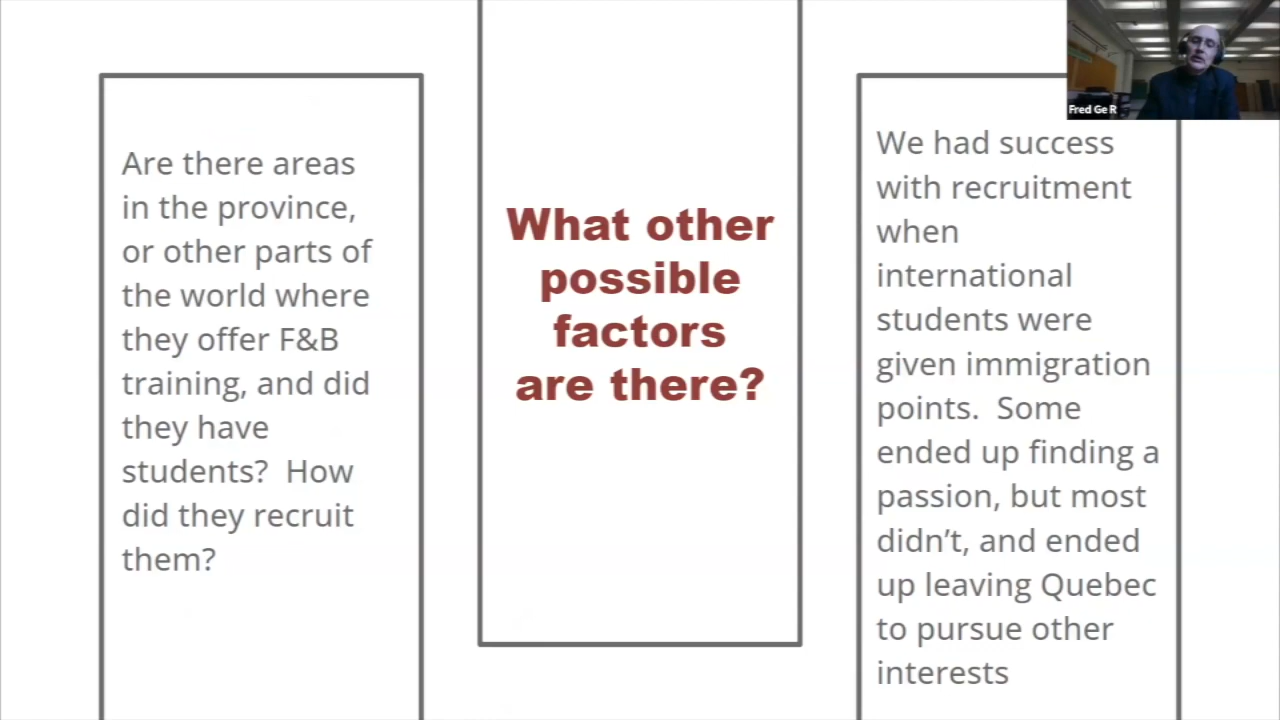 Are there areas
in the province,
or other parts of
the world where
they offer F&B
training, and did
they have
students?  How
did they recruit
them?
What other
possible
factors
are there?
Fred Ge R
We had success
with recruitment
when
international
students were
given immigration
points.  Some
ended up finding a
passion, but most
didn’t, and ended
up leaving Quebec
to pursue other
interests